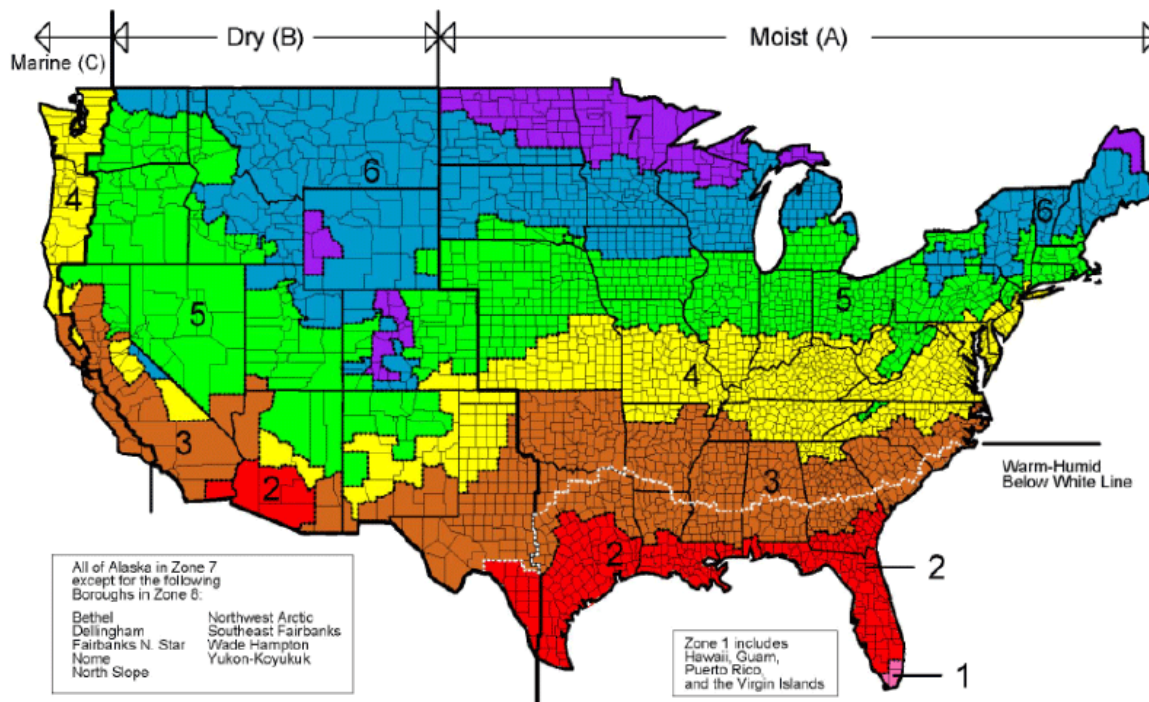 Marine (C)
Dry (B)
Moist (A)
7
6
4
6
5
5
4
3
3
2
2
Warm-Humid
Below White Line
2
1
All of Alaska in Zone 7
except for the following
Boroughs in Zone 8:
Bethel Northwest Arctic
Dellingham Southeast Fairbanks
Fairbanks N. Star Wade Hampton
Nome Yukon-Koyukuk
North Slope
Zone 1 includes
Hawaii, Guam,
Puerto Rico,
and the Virgin Islands